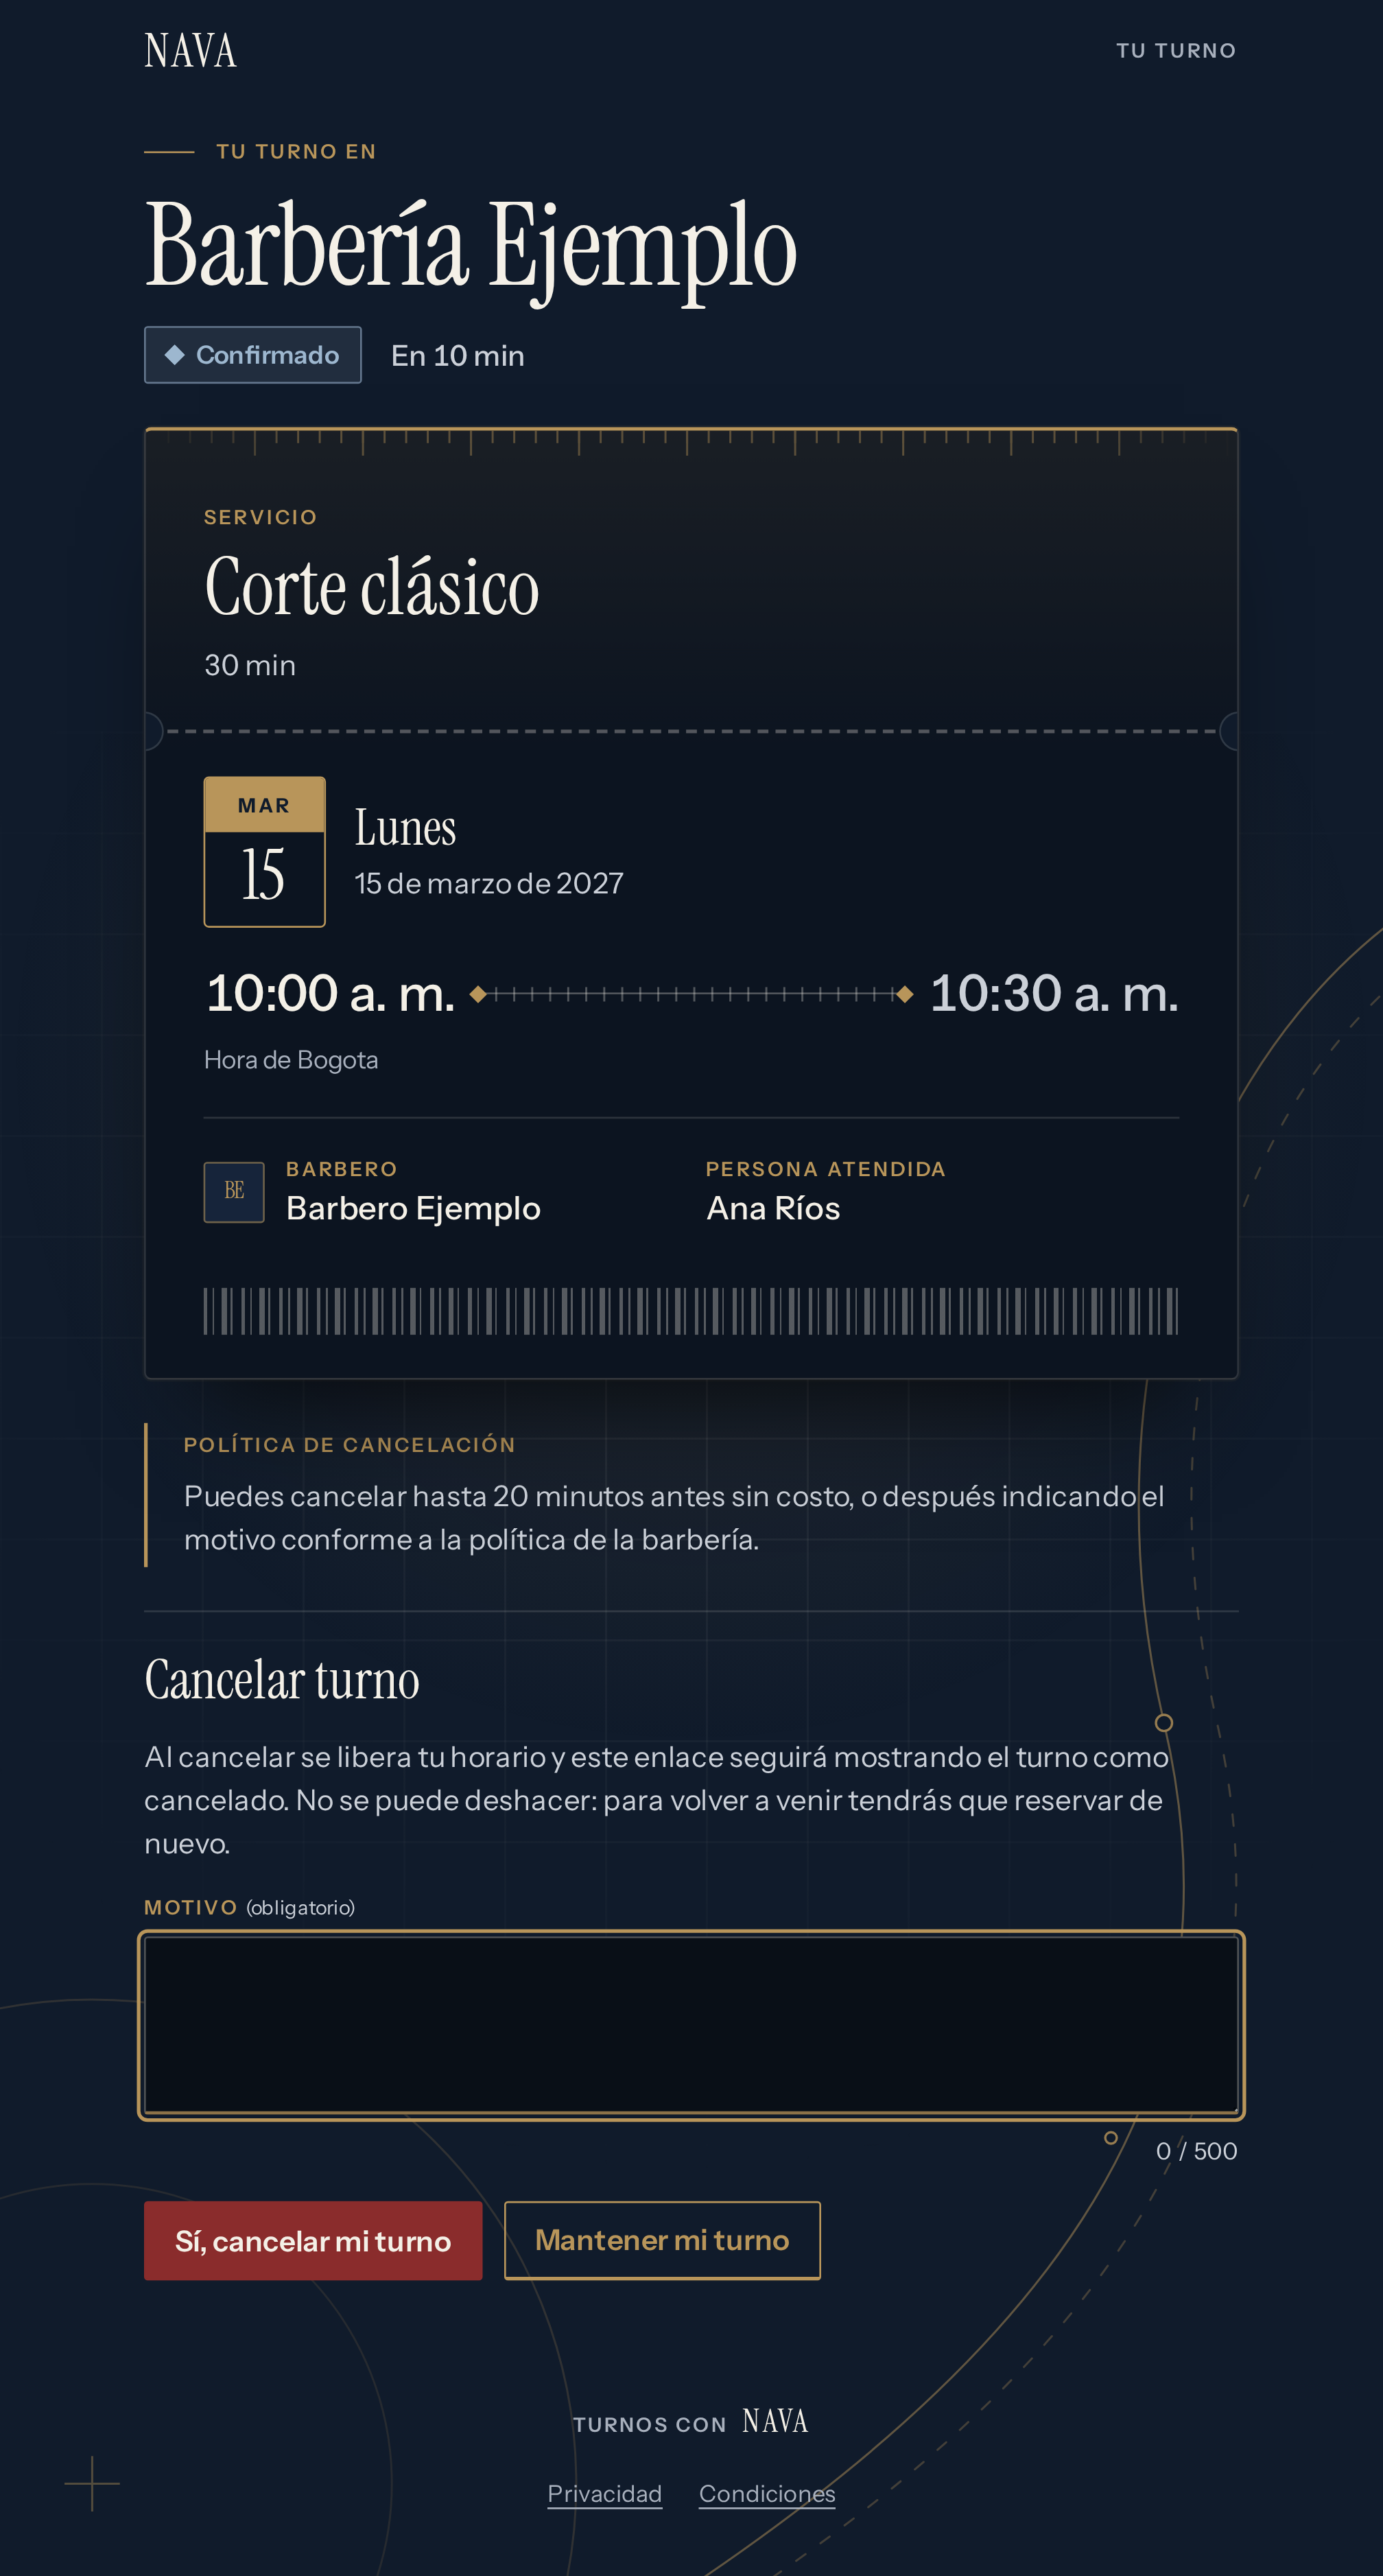 NAVA
TU TURNO
TU TURNO EN
Barbería Ejemplo
Confirmado
En 10 min
SERVICIO
Corte clásico
30 min
MAR
15
Lunes
15 de marzo de 2027
10:00 a. m.
10:30 a. m.
Hora de Bogota
BE
BARBERO
Barbero Ejemplo
PERSONA ATENDIDA
Ana Ríos
POLÍTICA DE CANCELACIÓN
Puedes cancelar hasta 20 minutos antes sin costo, o después indicando el
motivo conforme a la política de la barbería.
Cancelar turno
Al cancelar se libera tu horario y este enlace seguirá mostrando el turno como
cancelado. No se puede deshacer: para volver a venir tendrás que reservar de
nuevo.
MOTIVO (obligatorio)
0 / 500
Sí, cancelar mi turno
Mantener mi turno
TURNOS CON NAVA
Privacidad
Condiciones